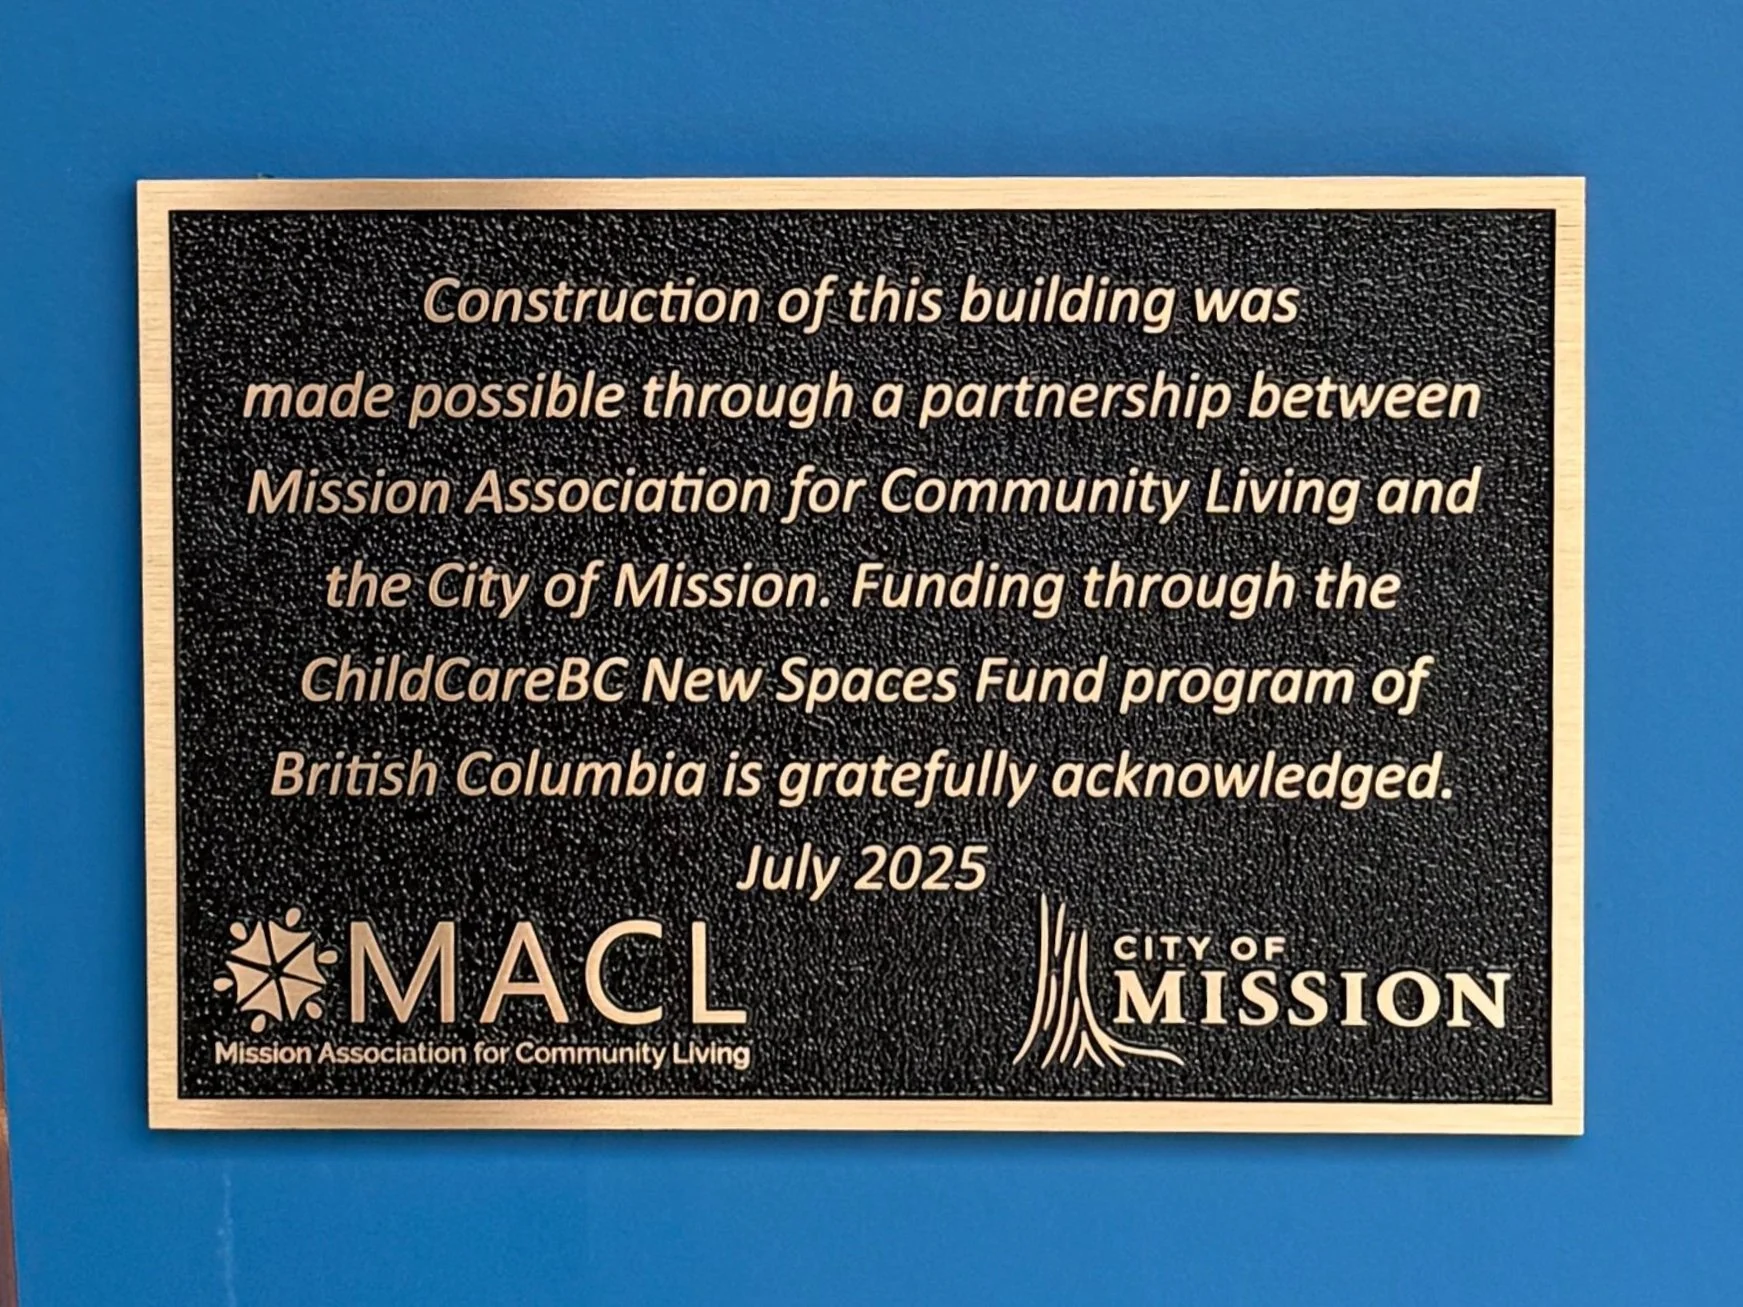 Construction of this building was
made possible through a partnership between
Mission Association for Community Living and
the City of Mission. Funding through the
ChildCareBC New Spaces Fund program of
British Columbia is gratefully acknowledged.
July 2025
MACL
Mission Association for Community Living
CITY OF
MISSION